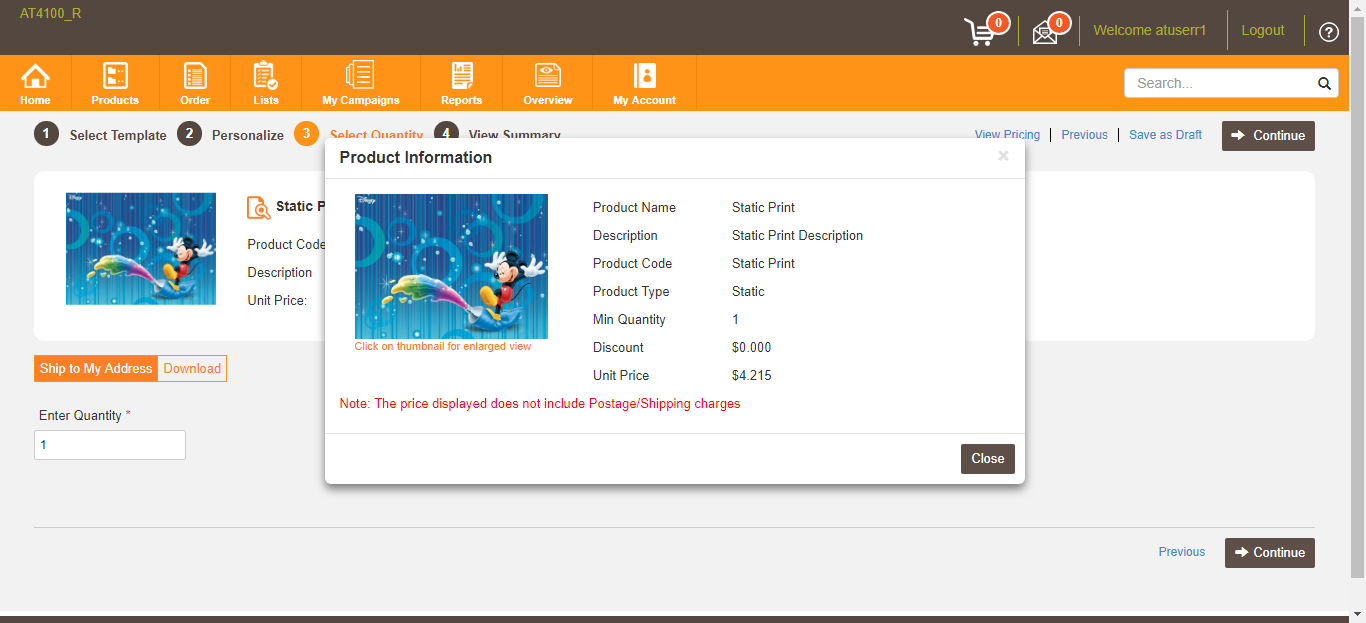 AT4100_R
0
0
Welcome atuserr1
Logout
?
Home
Products
Order
Lists
My Campaigns
Reports
Overview
My Account
Search...
1 Select Template
2 Personalize
3 Select Quantity
4 View Summary
View Pricing
Previous
Save as Draft
Continue
Product Information
×
Disney
Static P
Product Code
Description
Unit Price:
Disney
Click on thumbnail for enlarged view
Product Name Static Print
Description Static Print Description
Product Code Static Print
Product Type Static
Min Quantity 1
Discount $0.000
Unit Price $4.215
Note: The price displayed does not include Postage/Shipping charges
Close
Ship to My Address
Download
Enter Quantity *
1
Previous
Continue